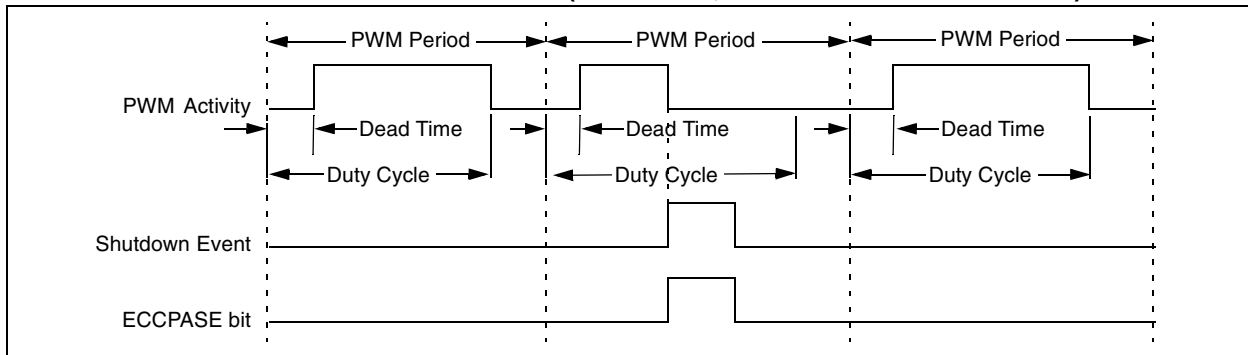 PWM Period PWM Period PWM Period
PWM Activity
Dead Time Dead Time Dead Time
Duty Cycle Duty Cycle Duty Cycle
Shutdown Event
ECCPASE bit